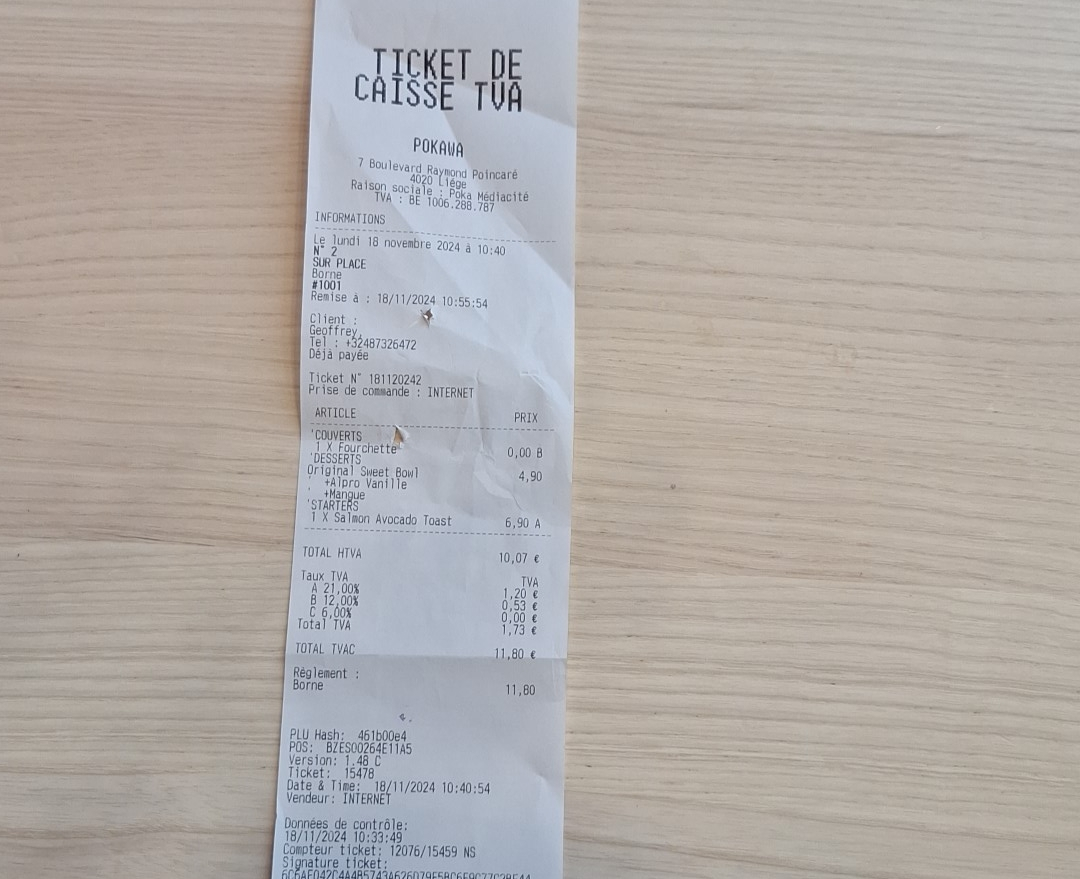 TICKET DE
CAISSE TVA
POKAWA
7 Boulevard Raymond Poincaré
4020 Liége
Raison sociale : Poka Médiacité
TVA : BE 1006.288.787
INFORMATIONS
Le lundi 18 novembre 2024 à 10:40
N° 2
SUR PLACE
Borne
#1001
Remise à : 18/11/2024 10:55:54
Client :
Geoffrey,
Tel : +32487326472
Déjà payée
Ticket N° 181120242
Prise de commande : INTERNET
ARTICLE PRIX
'COUVERTS
1 X Fourchette 0,00 B
'DESSERTS
Original Sweet Bowl 4,90
+Alpro Vanille
+Mangue
'STARTERS
1 X Salmon Avocado Toast 6,90 A
TOTAL HTVA 10,07 €
Taux TVA TVA
A 21,00% 1,20 €
B 12,00% 0,53 €
C 6,00% 0,00 €
Total TVA 1,73 €
TOTAL TVAC 11,80 €
Règlement :
Borne 11,80
PLU Hash: 461b00e4
POS: BZES00264E11A5
Version: 1.48 C
Ticket: 15478
Date & Time: 18/11/2024 10:40:54
Vendeur: INTERNET
Données de contrôle:
18/11/2024 10:33:49
Compteur ticket: 12076/15459 NS
Signature ticket: